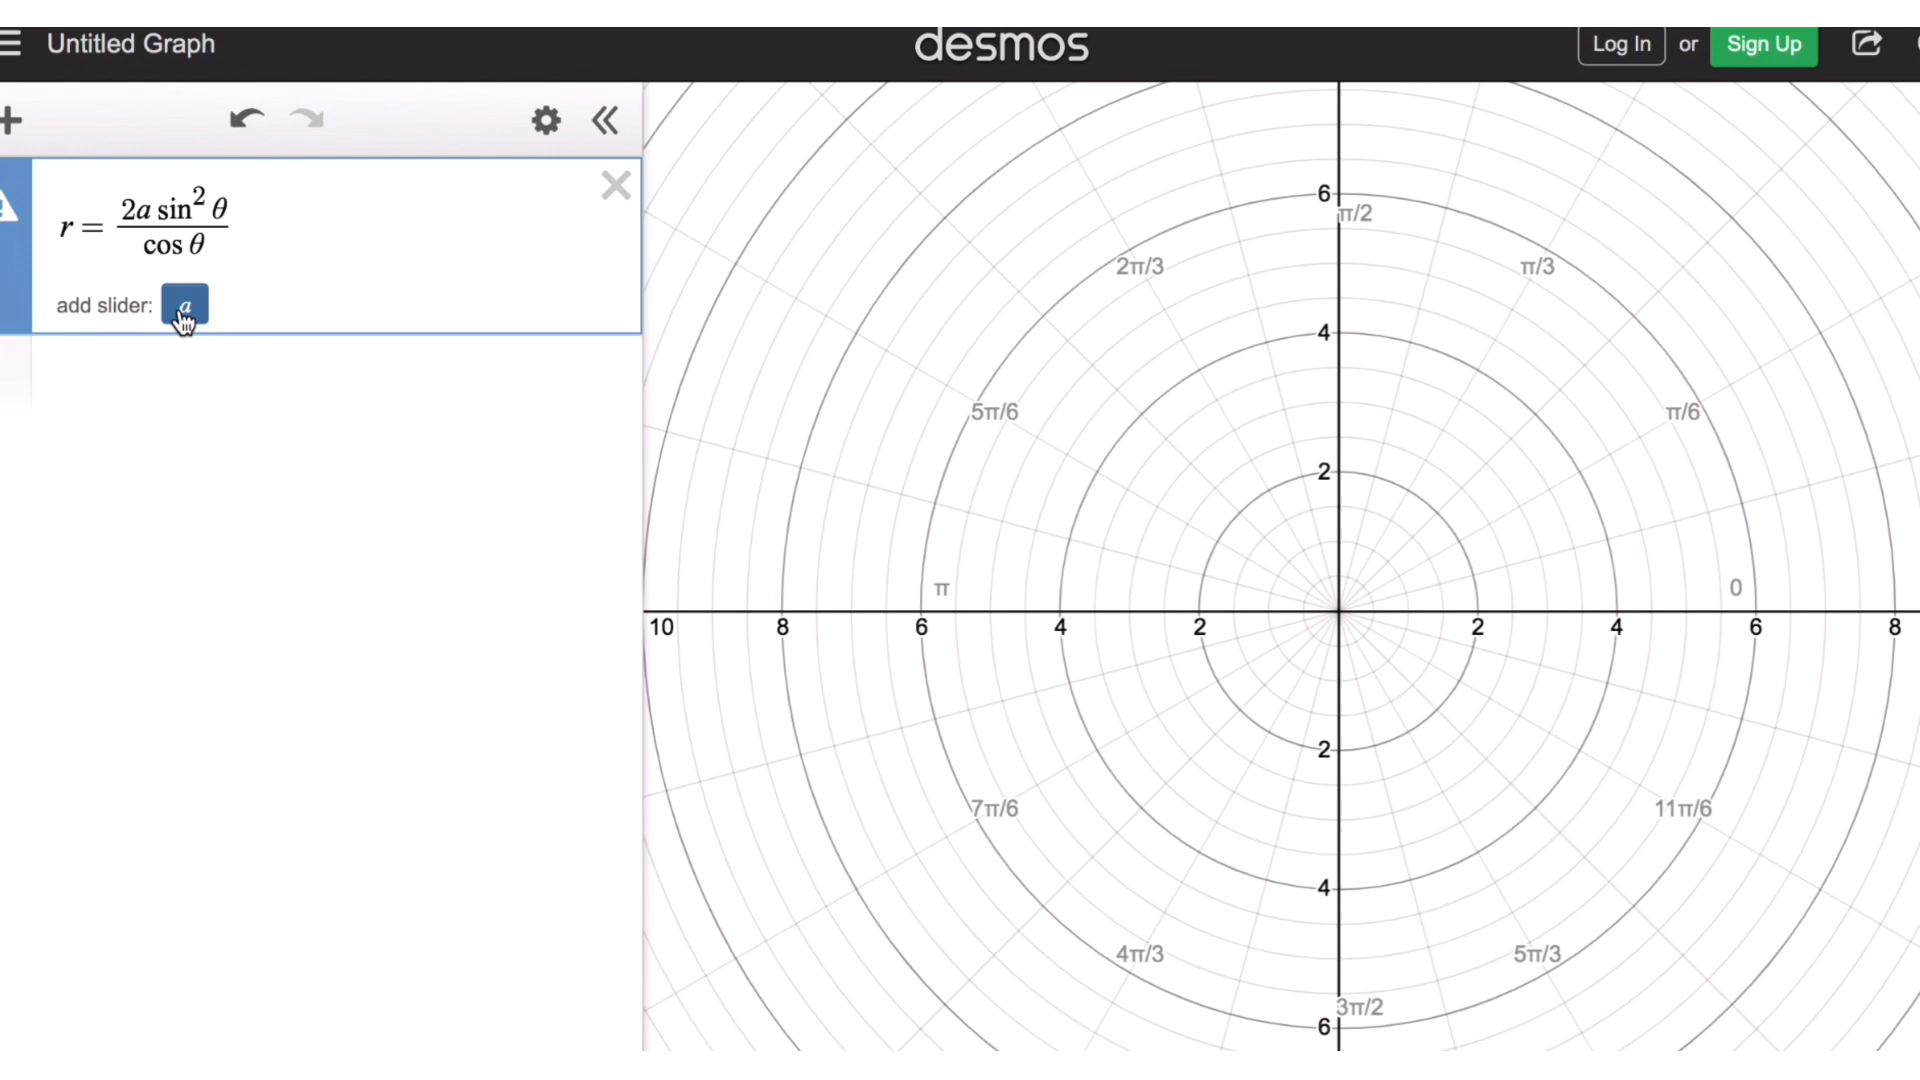 Untitled Graph
desmos
Log In or Sign Up
r = 2a sin² θ / cos θ
add slider: a
6
π/2
2π/3
π/3
4
5π/6
π/6
2
π
0
10 8 6 4 2 2 4 6 8
2
7π/6
11π/6
4
4π/3
5π/3
3π/2
6